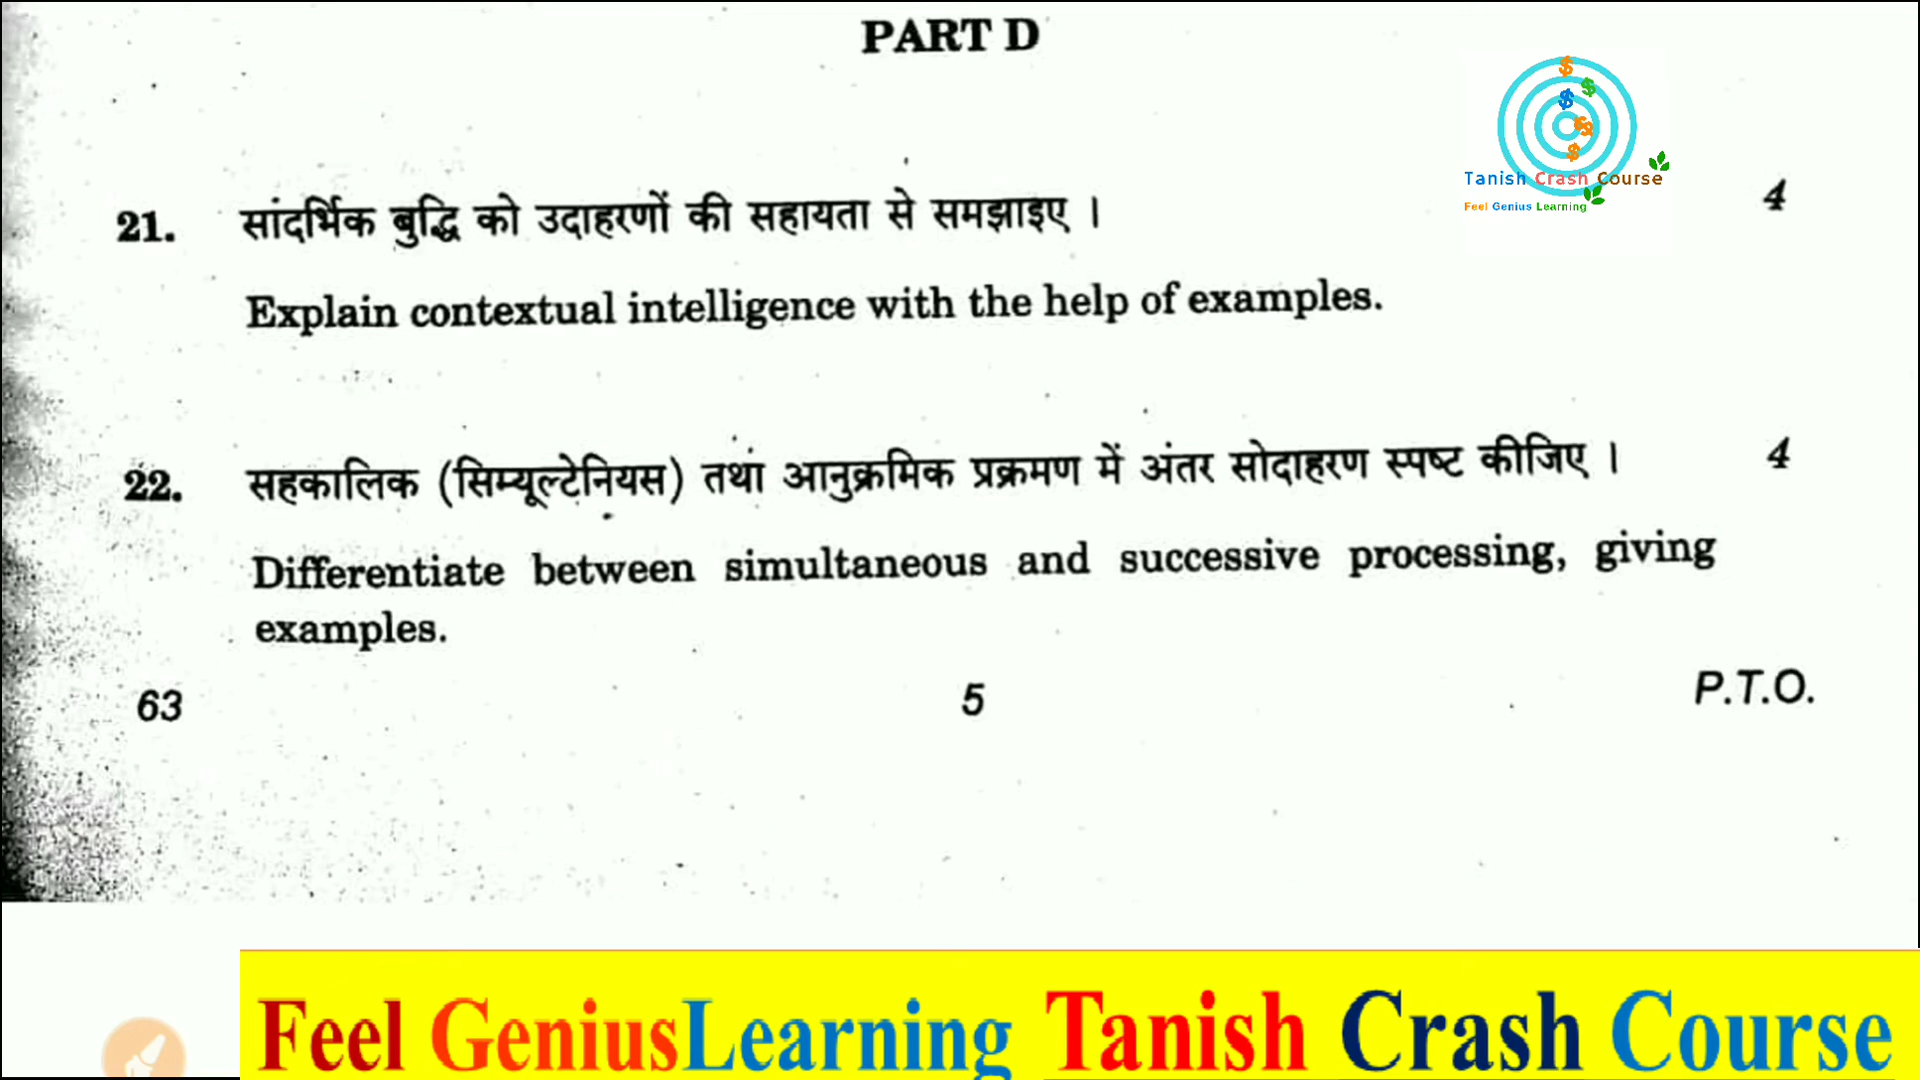 PART D
Tanish Crash Course
Feel Genius Learning
21. सांदर्भिक बुद्धि को उदाहरणों की सहायता से समझाइए । 4
Explain contextual intelligence with the help of examples.
22. सहकालिक (सिम्यूल्टेनियस) तथा आनुक्रमिक प्रक्रमण में अंतर सोदाहरण स्पष्ट कीजिए । 4
Differentiate between simultaneous and successive processing, giving
examples.
63 5 P.T.O.
Feel GeniusLearning Tanish Crash Course